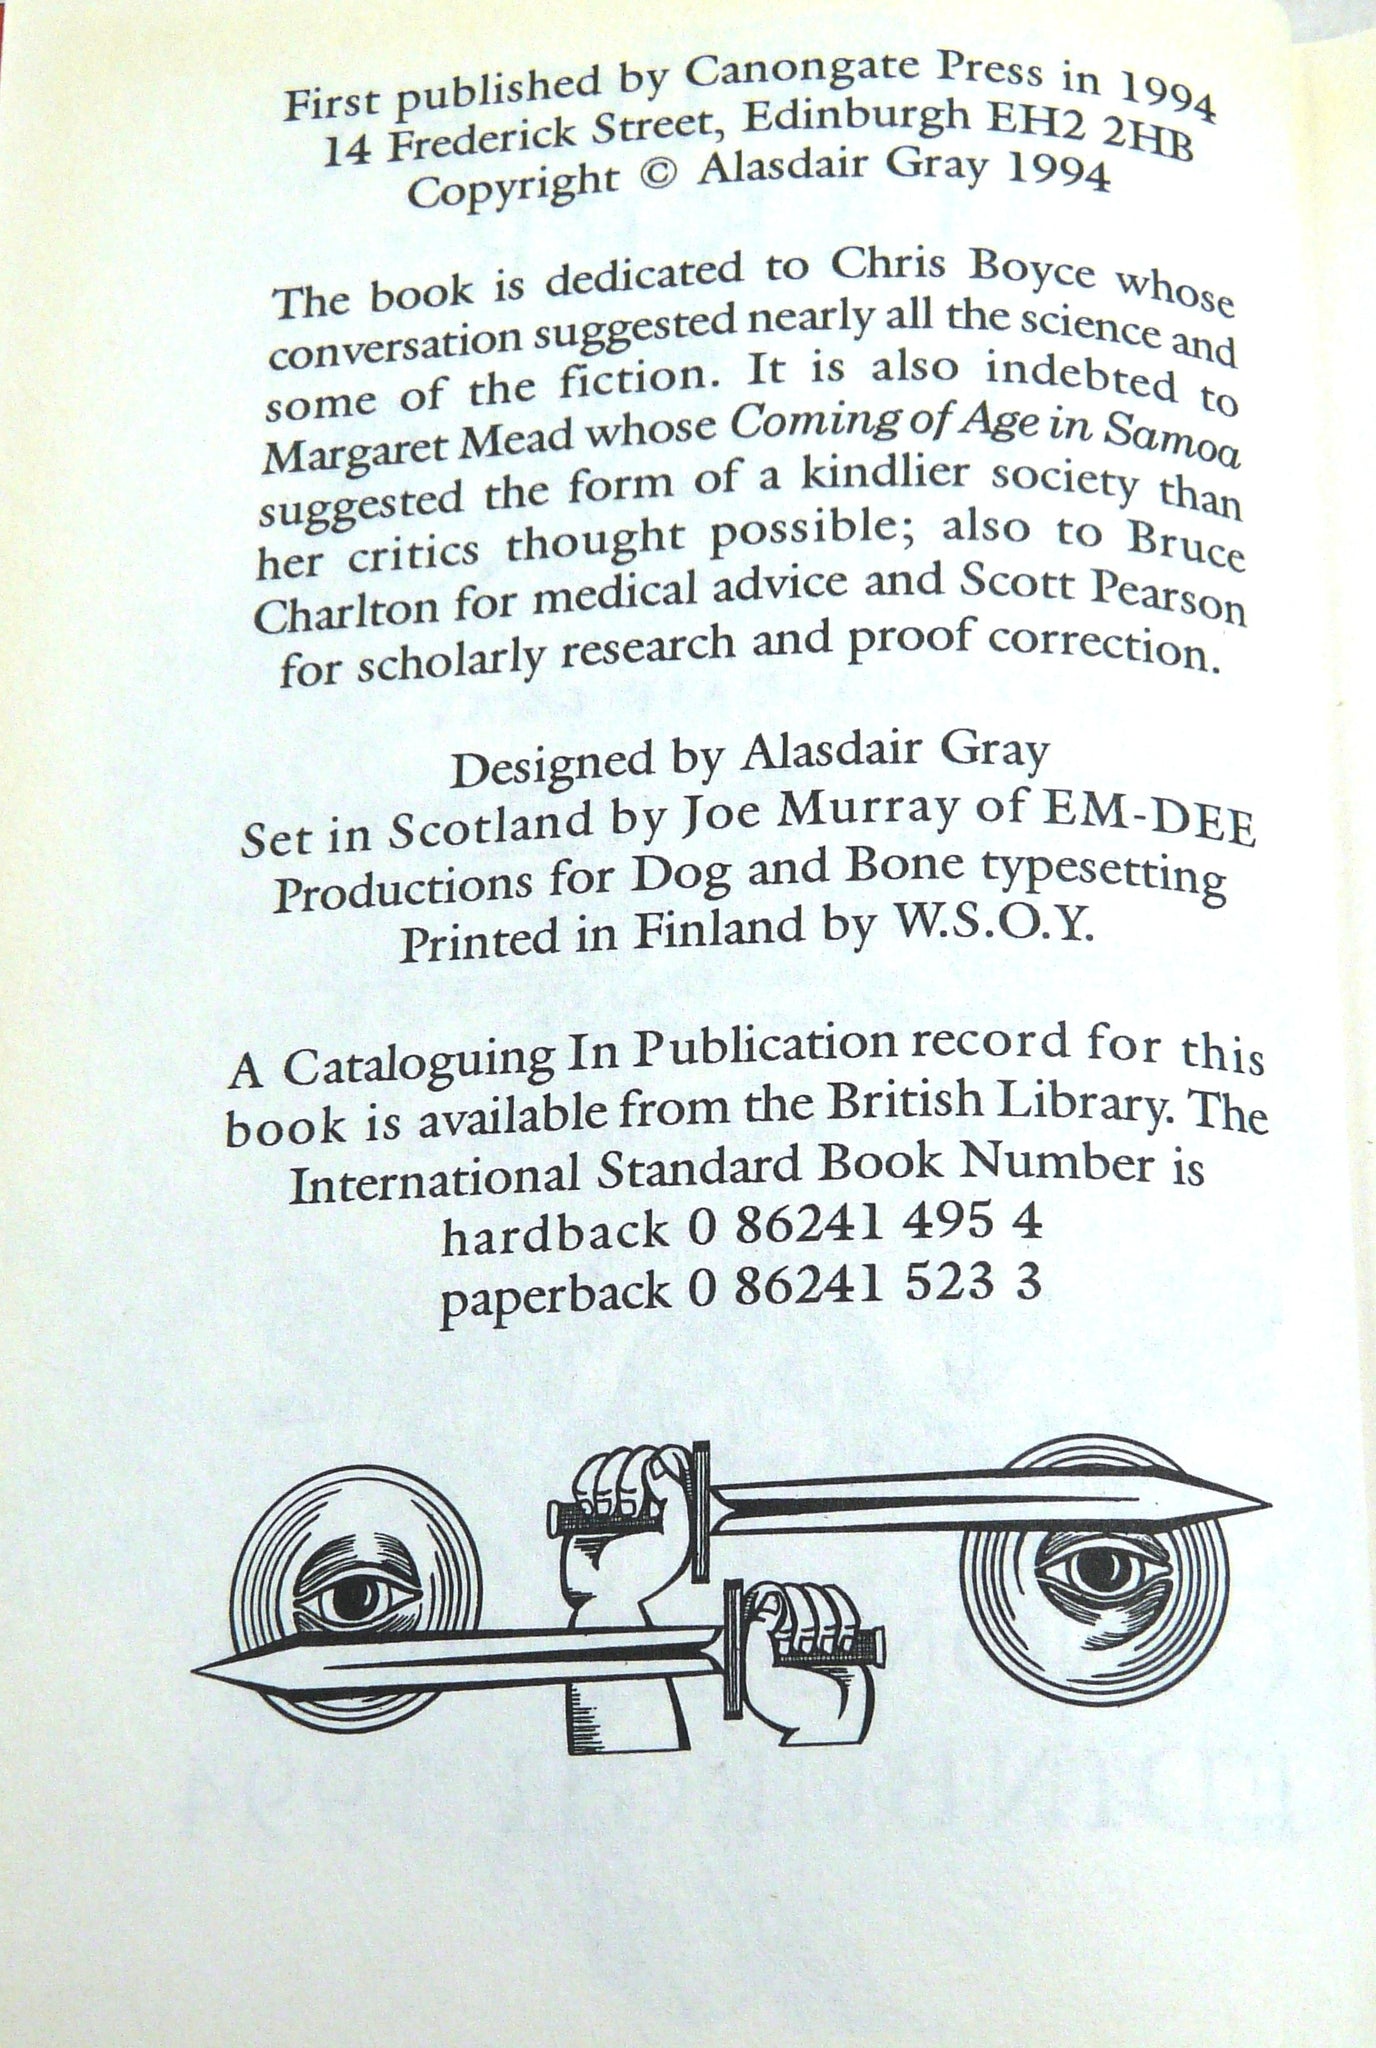 First published by Canongate Press in 1994
14 Frederick Street, Edinburgh EH2 2HB
Copyright © Alasdair Gray 1994
The book is dedicated to Chris Boyce whose
conversation suggested nearly all the science and
some of the fiction. It is also indebted to
Margaret Mead whose Coming of Age in Samoa
suggested the form of a kindlier society than
her critics thought possible; also to Bruce
Charlton for medical advice and Scott Pearson
for scholarly research and proof correction.
Designed by Alasdair Gray
Set in Scotland by Joe Murray of EM-DEE
Productions for Dog and Bone typesetting
Printed in Finland by W.S.O.Y.
A Cataloguing In Publication record for this
book is available from the British Library. The
International Standard Book Number is
hardback 0 86241 495 4
paperback 0 86241 523 3